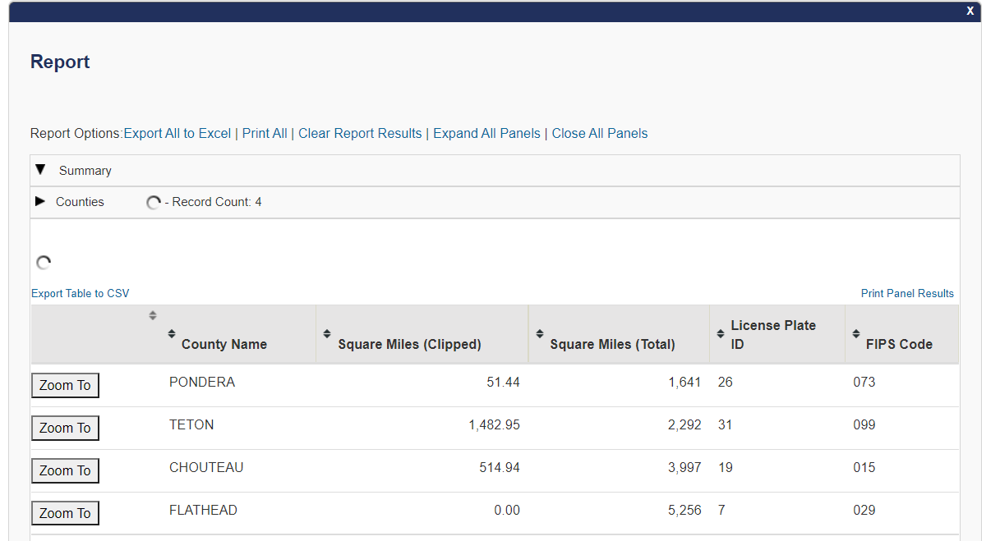 X
Report
Report Options:Export All to Excel | Print All | Clear Report Results | Expand All Panels | Close All Panels
Summary
Counties - Record Count: 4
Export Table to CSV Print Panel Results
County Name Square Miles (Clipped) Square Miles (Total) License Plate ID FIPS Code
Zoom To PONDERA 51.44 1,641 26 073
Zoom To TETON 1,482.95 2,292 31 099
Zoom To CHOUTEAU 514.94 3,997 19 015
Zoom To FLATHEAD 0.00 5,256 7 029